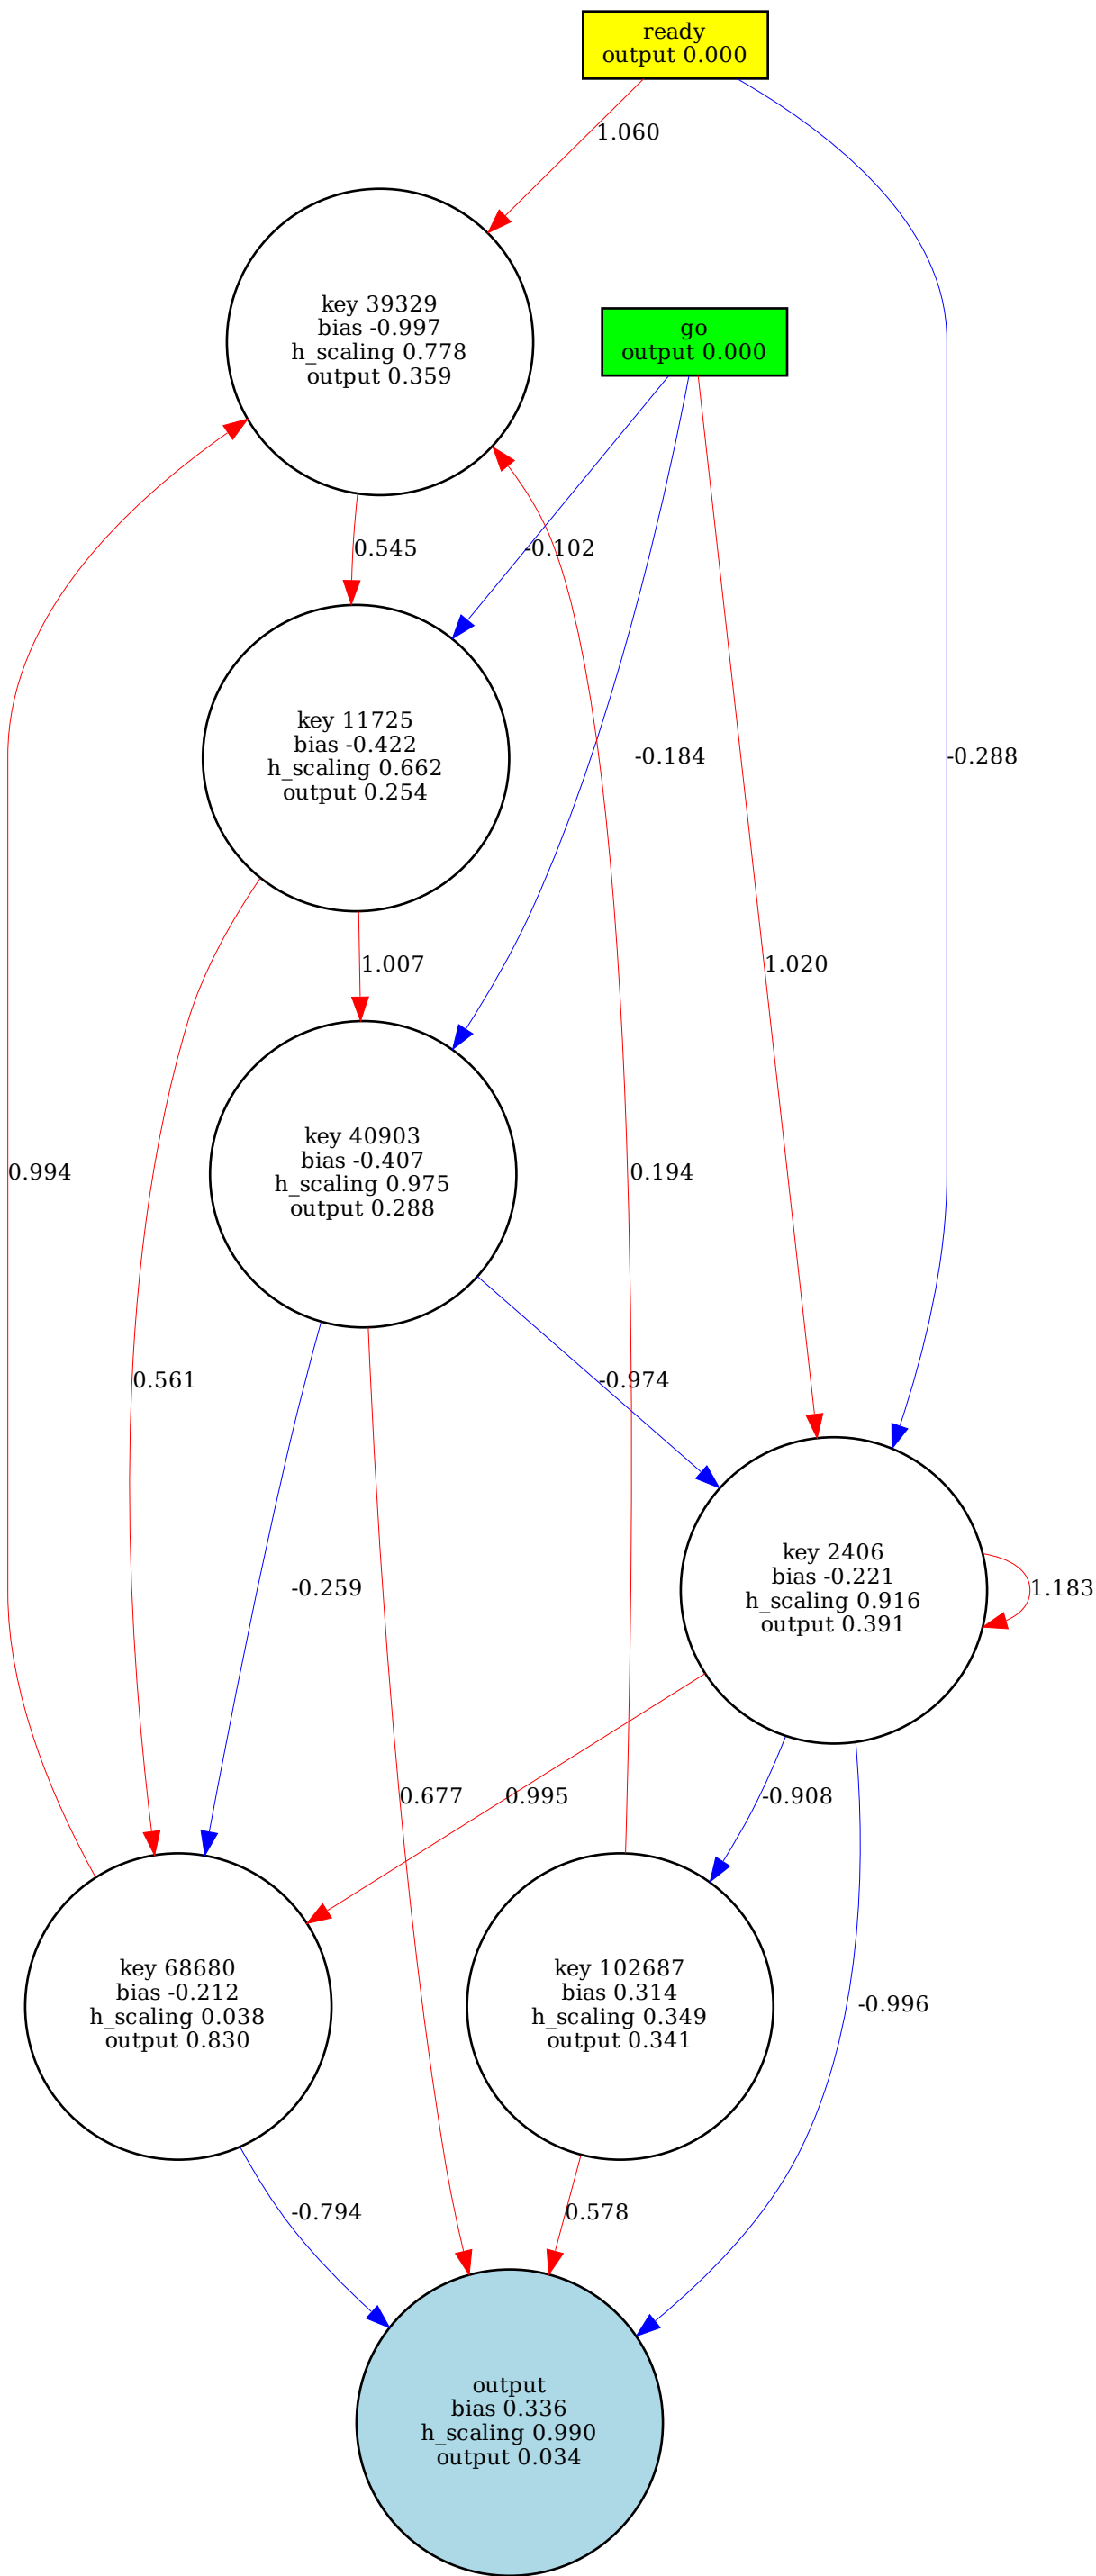 ready
output 0.000
1.060
key 39329
bias -0.997
h_scaling 0.778
output 0.359
go
output 0.000
0.545
-0.102
key 11725
bias -0.422
h_scaling 0.662
output 0.254
-0.184
-0.288
1.007
1.020
key 40903
bias -0.407
h_scaling 0.975
output 0.288
0.994
0.194
0.561
-0.974
key 2406
bias -0.221
h_scaling 0.916
output 0.391
-0.259
1.183
0.677
0.995
-0.908
key 68680
bias -0.212
h_scaling 0.038
output 0.830
key 102687
bias 0.314
h_scaling 0.349
output 0.341
-0.996
-0.794
0.578
output
bias 0.336
h_scaling 0.990
output 0.034